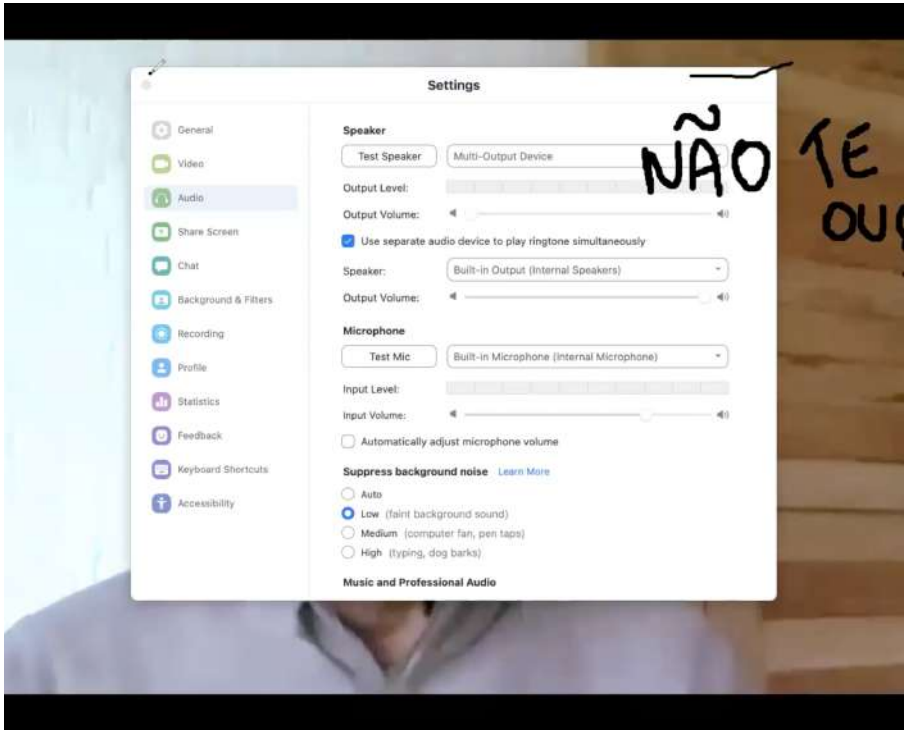 Settings
General
Video
Audio
Share Screen
Chat
Background & Filters
Recording
Profile
Statistics
Feedback
Keyboard Shortcuts
Accessibility
Speaker
Test Speaker Multi-Output Device
Output Level:
Output Volume:
Use separate audio device to play ringtone simultaneously
Speaker: Built-in Output (Internal Speakers)
Output Volume:
Microphone
Test Mic Built-in Microphone (Internal Microphone)
Input Level:
Input Volume:
Automatically adjust microphone volume
Suppress background noise Learn More
Auto
Low (faint background sound)
Medium (computer fan, pen taps)
High (typing, dog barks)
Music and Professional Audio
NÃO TE